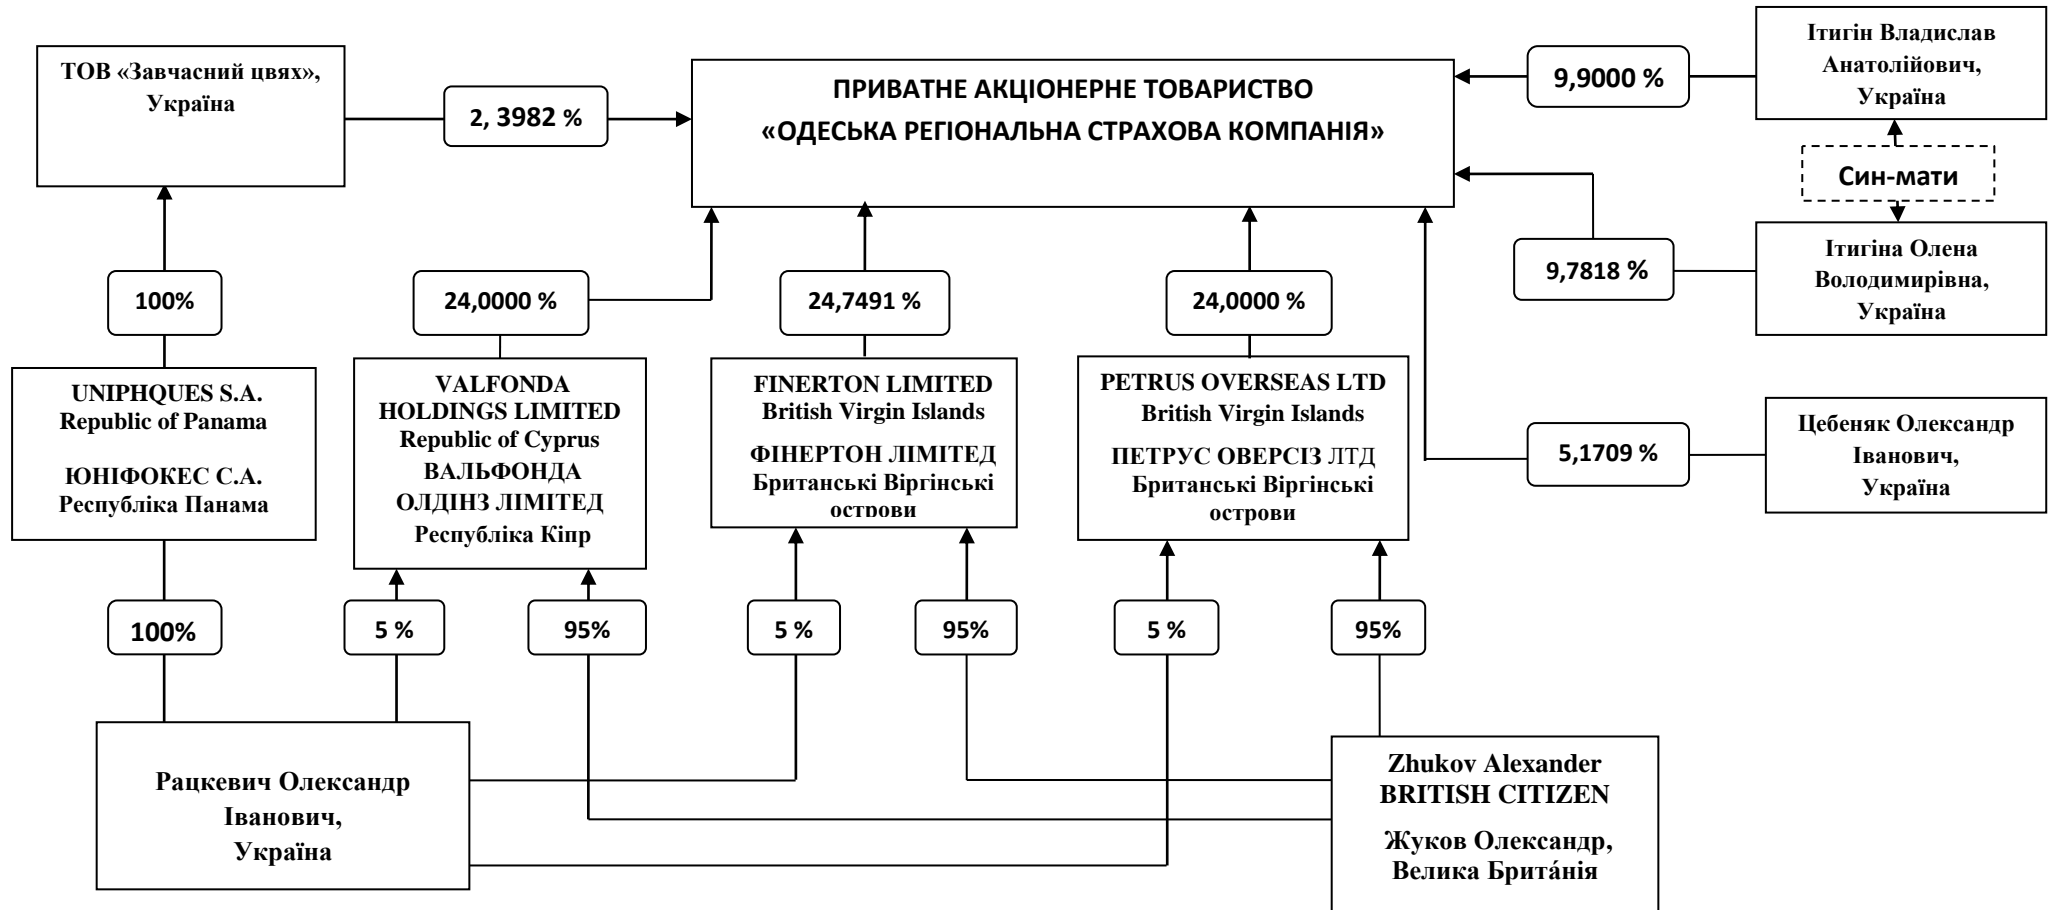 ТОВ «Завчасний цвях»,
Україна
2, 3982 %
ПРИВАТНЕ АКЦІОНЕРНЕ ТОВАРИСТВО
«ОДЕСЬКА РЕГІОНАЛЬНА СТРАХОВА КОМПАНІЯ»
9,9000 %
Ітигін Владислав
Анатолійович,
Україна
Син-мати
Ітигіна Олена
Володимирівна,
Україна
9,7818 %
100%
24,0000 %
24,7491 %
24,0000 %
UNIPHQUES S.A.
Republic of Panama
ЮНІФОКЕС С.А.
Республіка Панама
VALFONDA
HOLDINGS LIMITED
Republic of Cyprus
ВАЛЬФОНДА
ОЛДІНЗ ЛІМІТЕД
Республіка Кіпр
FINERTON LIMITED
British Virgin Islands
ФІНЕРТОН ЛІМІТЕД
Британські Віргінські
острови
PETRUS OVERSEAS LTD
British Virgin Islands
ПЕТРУС ОВЕРСІЗ ЛТД
Британські Віргінські
острови
5,1709 %
Цебеняк Олександр
Іванович,
Україна
100%
5 %
95%
5 %
95%
5 %
95%
Рацкевич Олександр
Іванович,
Україна
Zhukov Alexander
BRITISH CITIZEN
Жуков Олександр,
Велика Брита́нія